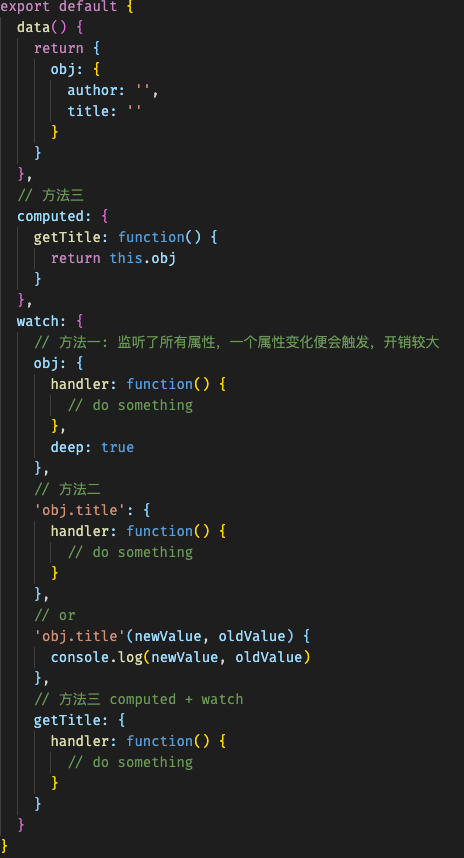 export default {
  data() {
    return {
      obj: {
        author: '',
        title: ''
      }
    }
  },
  // 方法三
  computed: {
    getTitle: function() {
      return this.obj
    }
  },
  watch: {
    // 方法一: 监听了所有属性，一个属性变化便会触发，开销较大
    obj: {
      handler: function() {
        // do something
      },
      deep: true
    },
    // 方法二
    'obj.title': {
      handler: function() {
        // do something
      }
    },
    // or
    'obj.title'(newValue, oldValue) {
      console.log(newValue, oldValue)
    },
    // 方法三 computed + watch
    getTitle: {
      handler: function() {
        // do something
      }
    }
  }
}